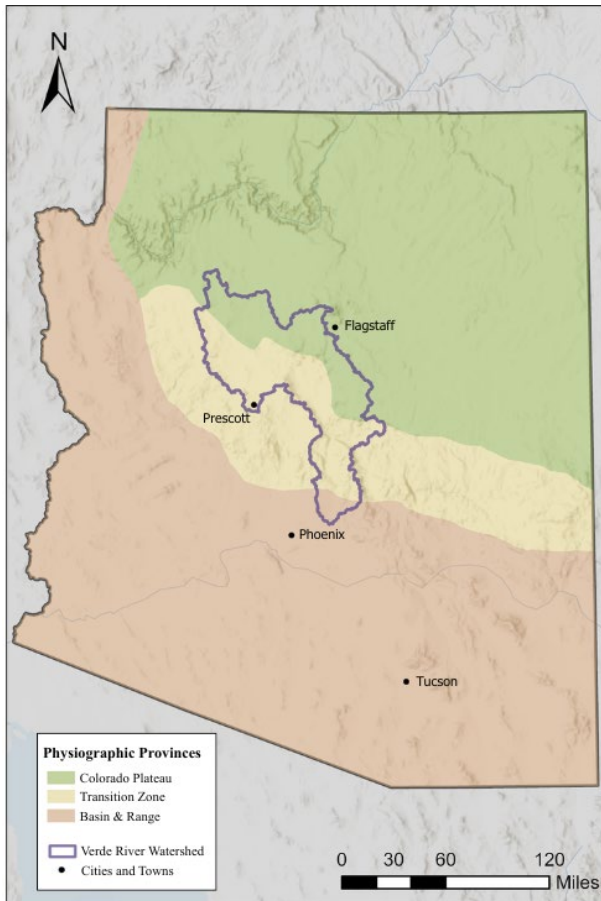 N
Flagstaff
Prescott
Phoenix
Tucson
Physiographic Provinces
Colorado Plateau
Transition Zone
Basin & Range
Verde River Watershed
Cities and Towns
0 30 60 120
Miles